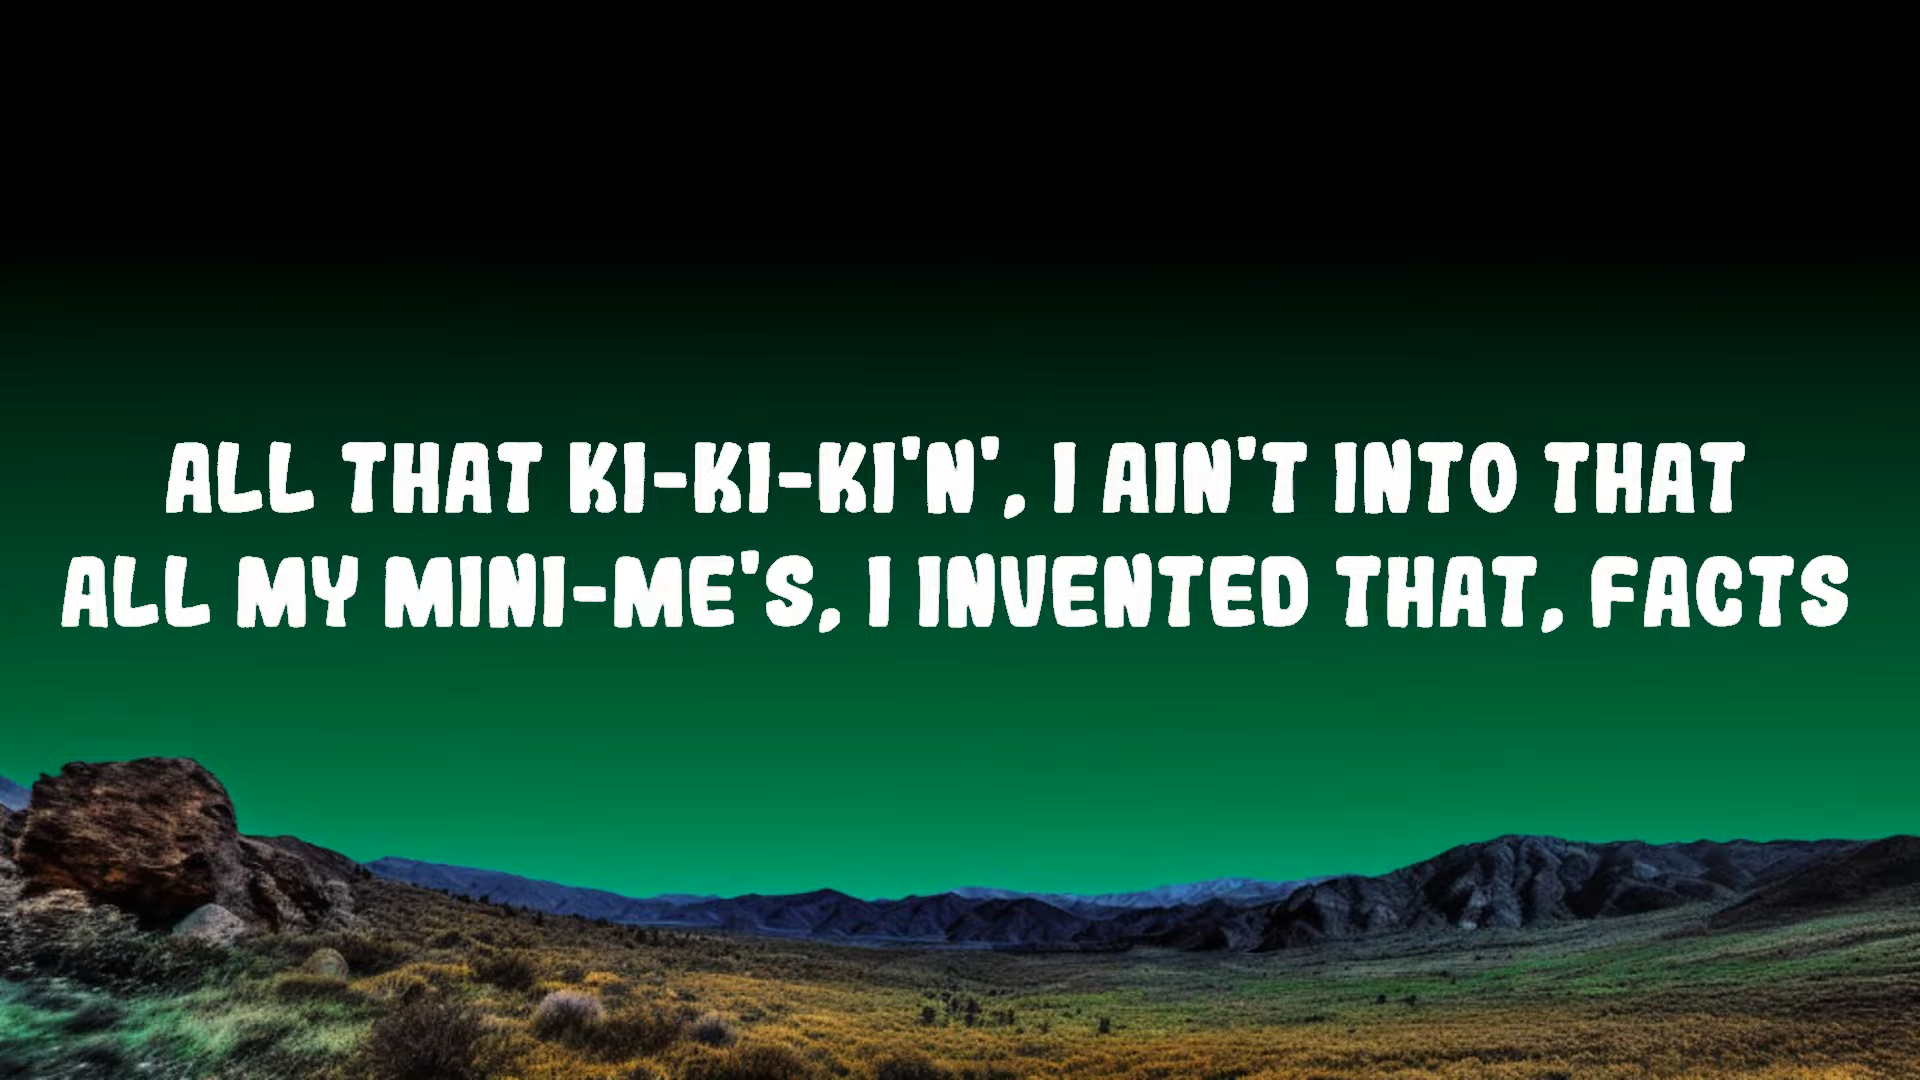 ALL THAT KI-KI-KI'N', I AIN'T INTO THAT
ALL MY MINI-ME'S, I INVENTED THAT, FACTS